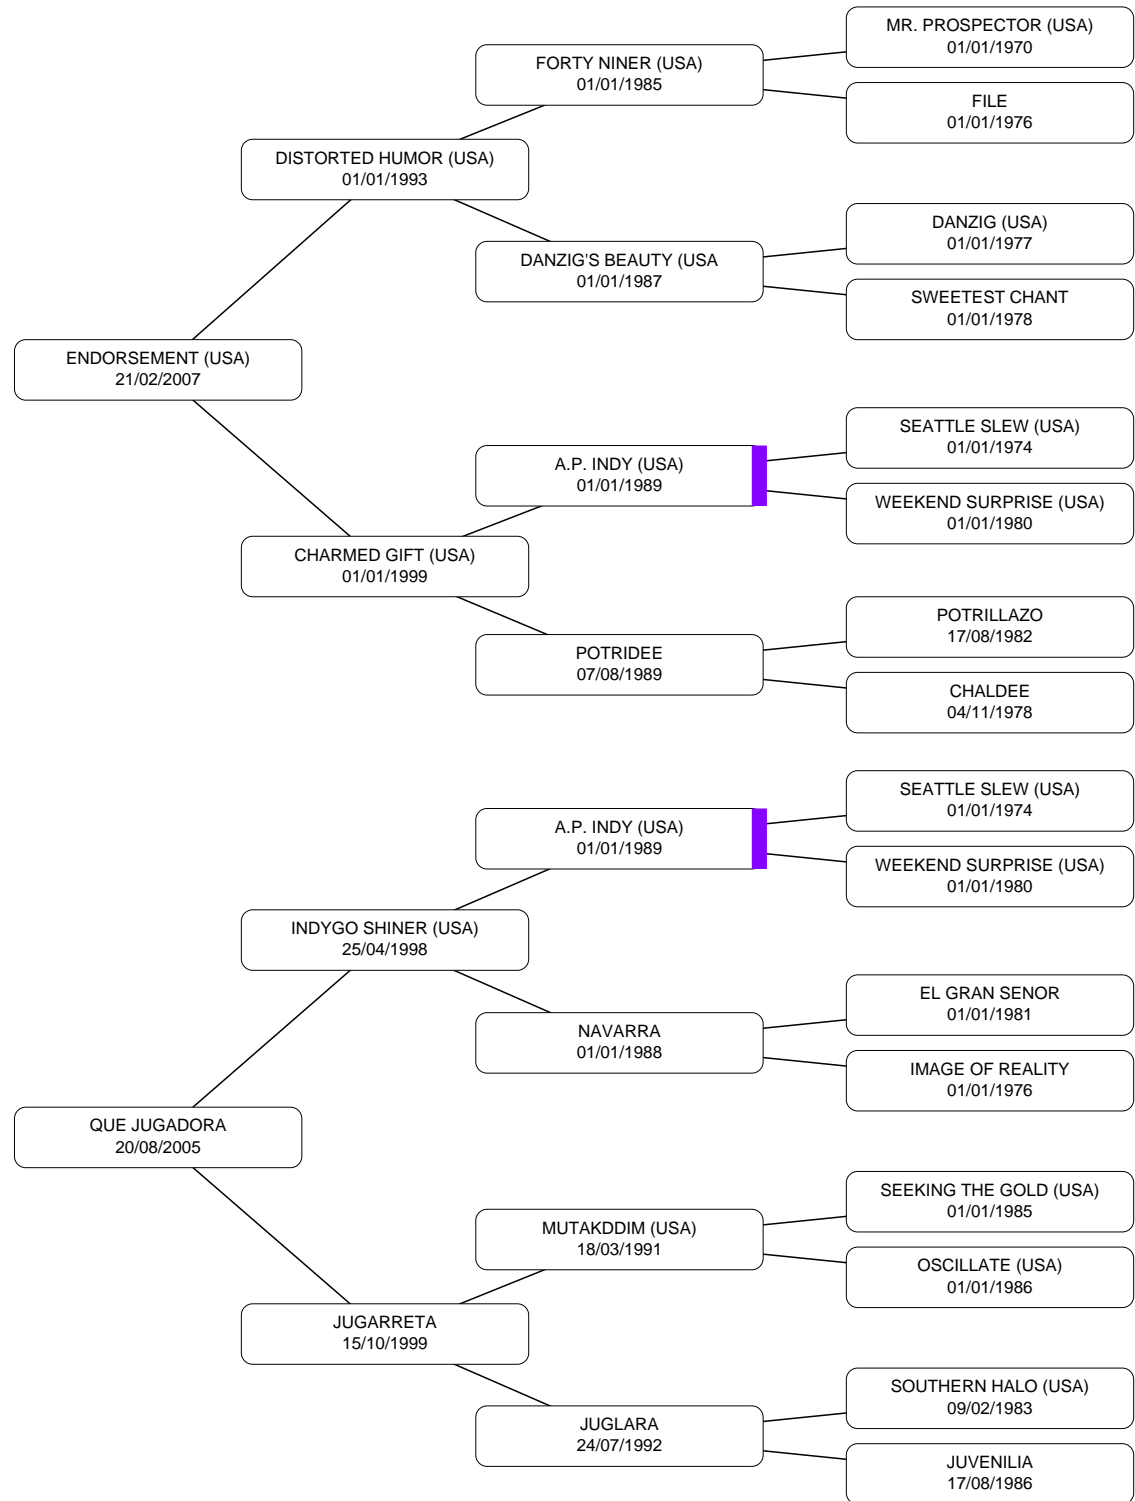 MR. PROSPECTOR (USA)
01/01/1970
FORTY NINER (USA)
01/01/1985
FILE
01/01/1976
DISTORTED HUMOR (USA)
01/01/1993
DANZIG (USA)
01/01/1977
DANZIG'S BEAUTY (USA
01/01/1987
SWEETEST CHANT
01/01/1978
ENDORSEMENT (USA)
21/02/2007
SEATTLE SLEW (USA)
01/01/1974
A.P. INDY (USA)
01/01/1989
WEEKEND SURPRISE (USA)
01/01/1980
CHARMED GIFT (USA)
01/01/1999
POTRILLAZO
17/08/1982
POTRIDEE
07/08/1989
CHALDEE
04/11/1978
SEATTLE SLEW (USA)
01/01/1974
A.P. INDY (USA)
01/01/1989
WEEKEND SURPRISE (USA)
01/01/1980
INDYGO SHINER (USA)
25/04/1998
EL GRAN SENOR
01/01/1981
NAVARRA
01/01/1988
IMAGE OF REALITY
01/01/1976
QUE JUGADORA
20/08/2005
SEEKING THE GOLD (USA)
01/01/1985
MUTAKDDIM (USA)
18/03/1991
OSCILLATE (USA)
01/01/1986
JUGARRETA
15/10/1999
SOUTHERN HALO (USA)
09/02/1983
JUGLARA
24/07/1992
JUVENILIA
17/08/1986